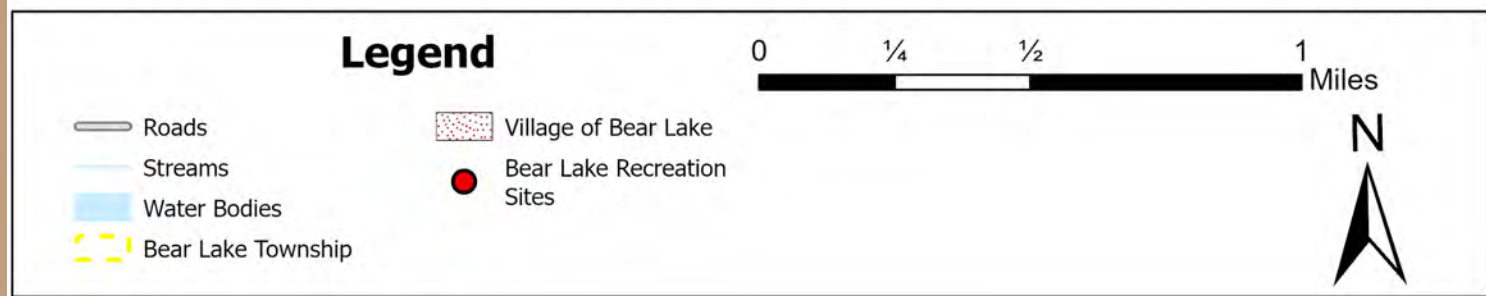 Legend
Roads
Streams
Water Bodies
Bear Lake Township
Village of Bear Lake
Bear Lake Recreation
Sites
0 ¼ ½ 1
Miles
N